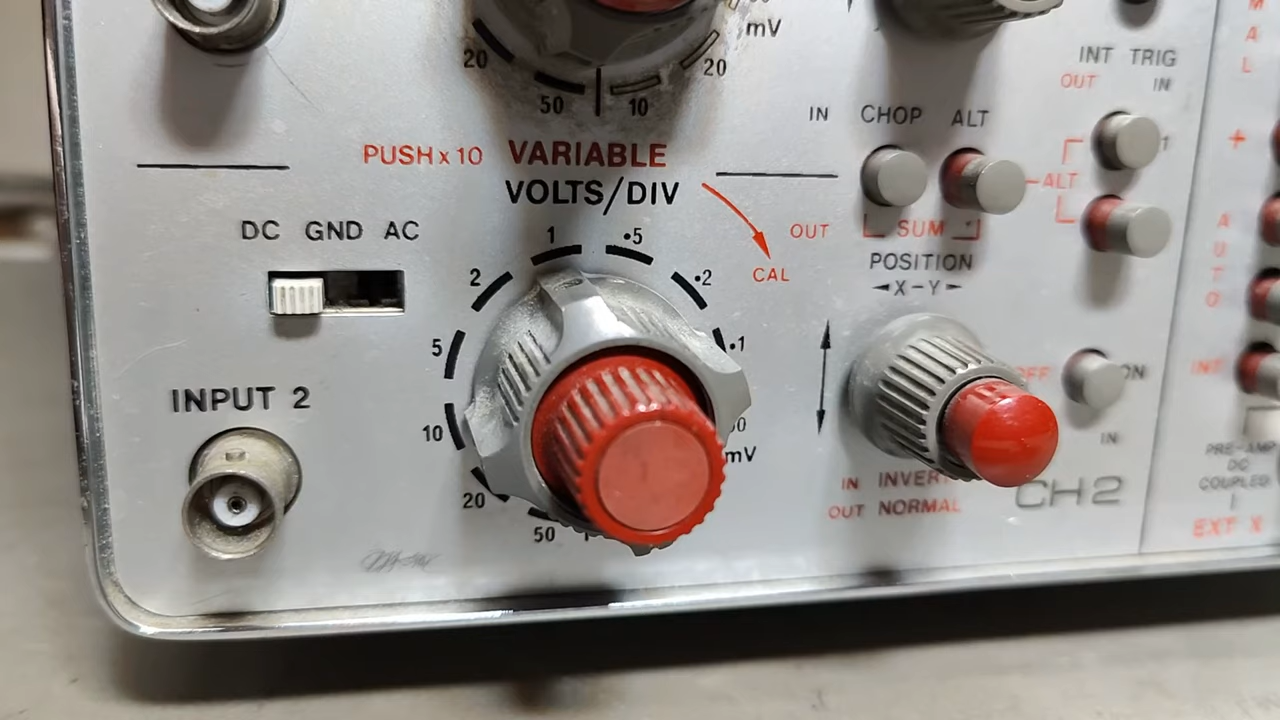 mV
20
20
50
10
INT TRIG
OUT
IN
IN CHOP ALT
PUSH x 10 VARIABLE
VOLTS/DIV
ALT
OUT
SUM
CAL
DC GND AC
POSITION
X-Y
1
.5
2
.2
5
.1
10
mV
20
50
INPUT 2
ON
IN
IN INVERT
OUT NORMAL
CH2
M
A
L
+
A
U
T
O
INT
PRE-AMP
DC
COUPLED
EXT X